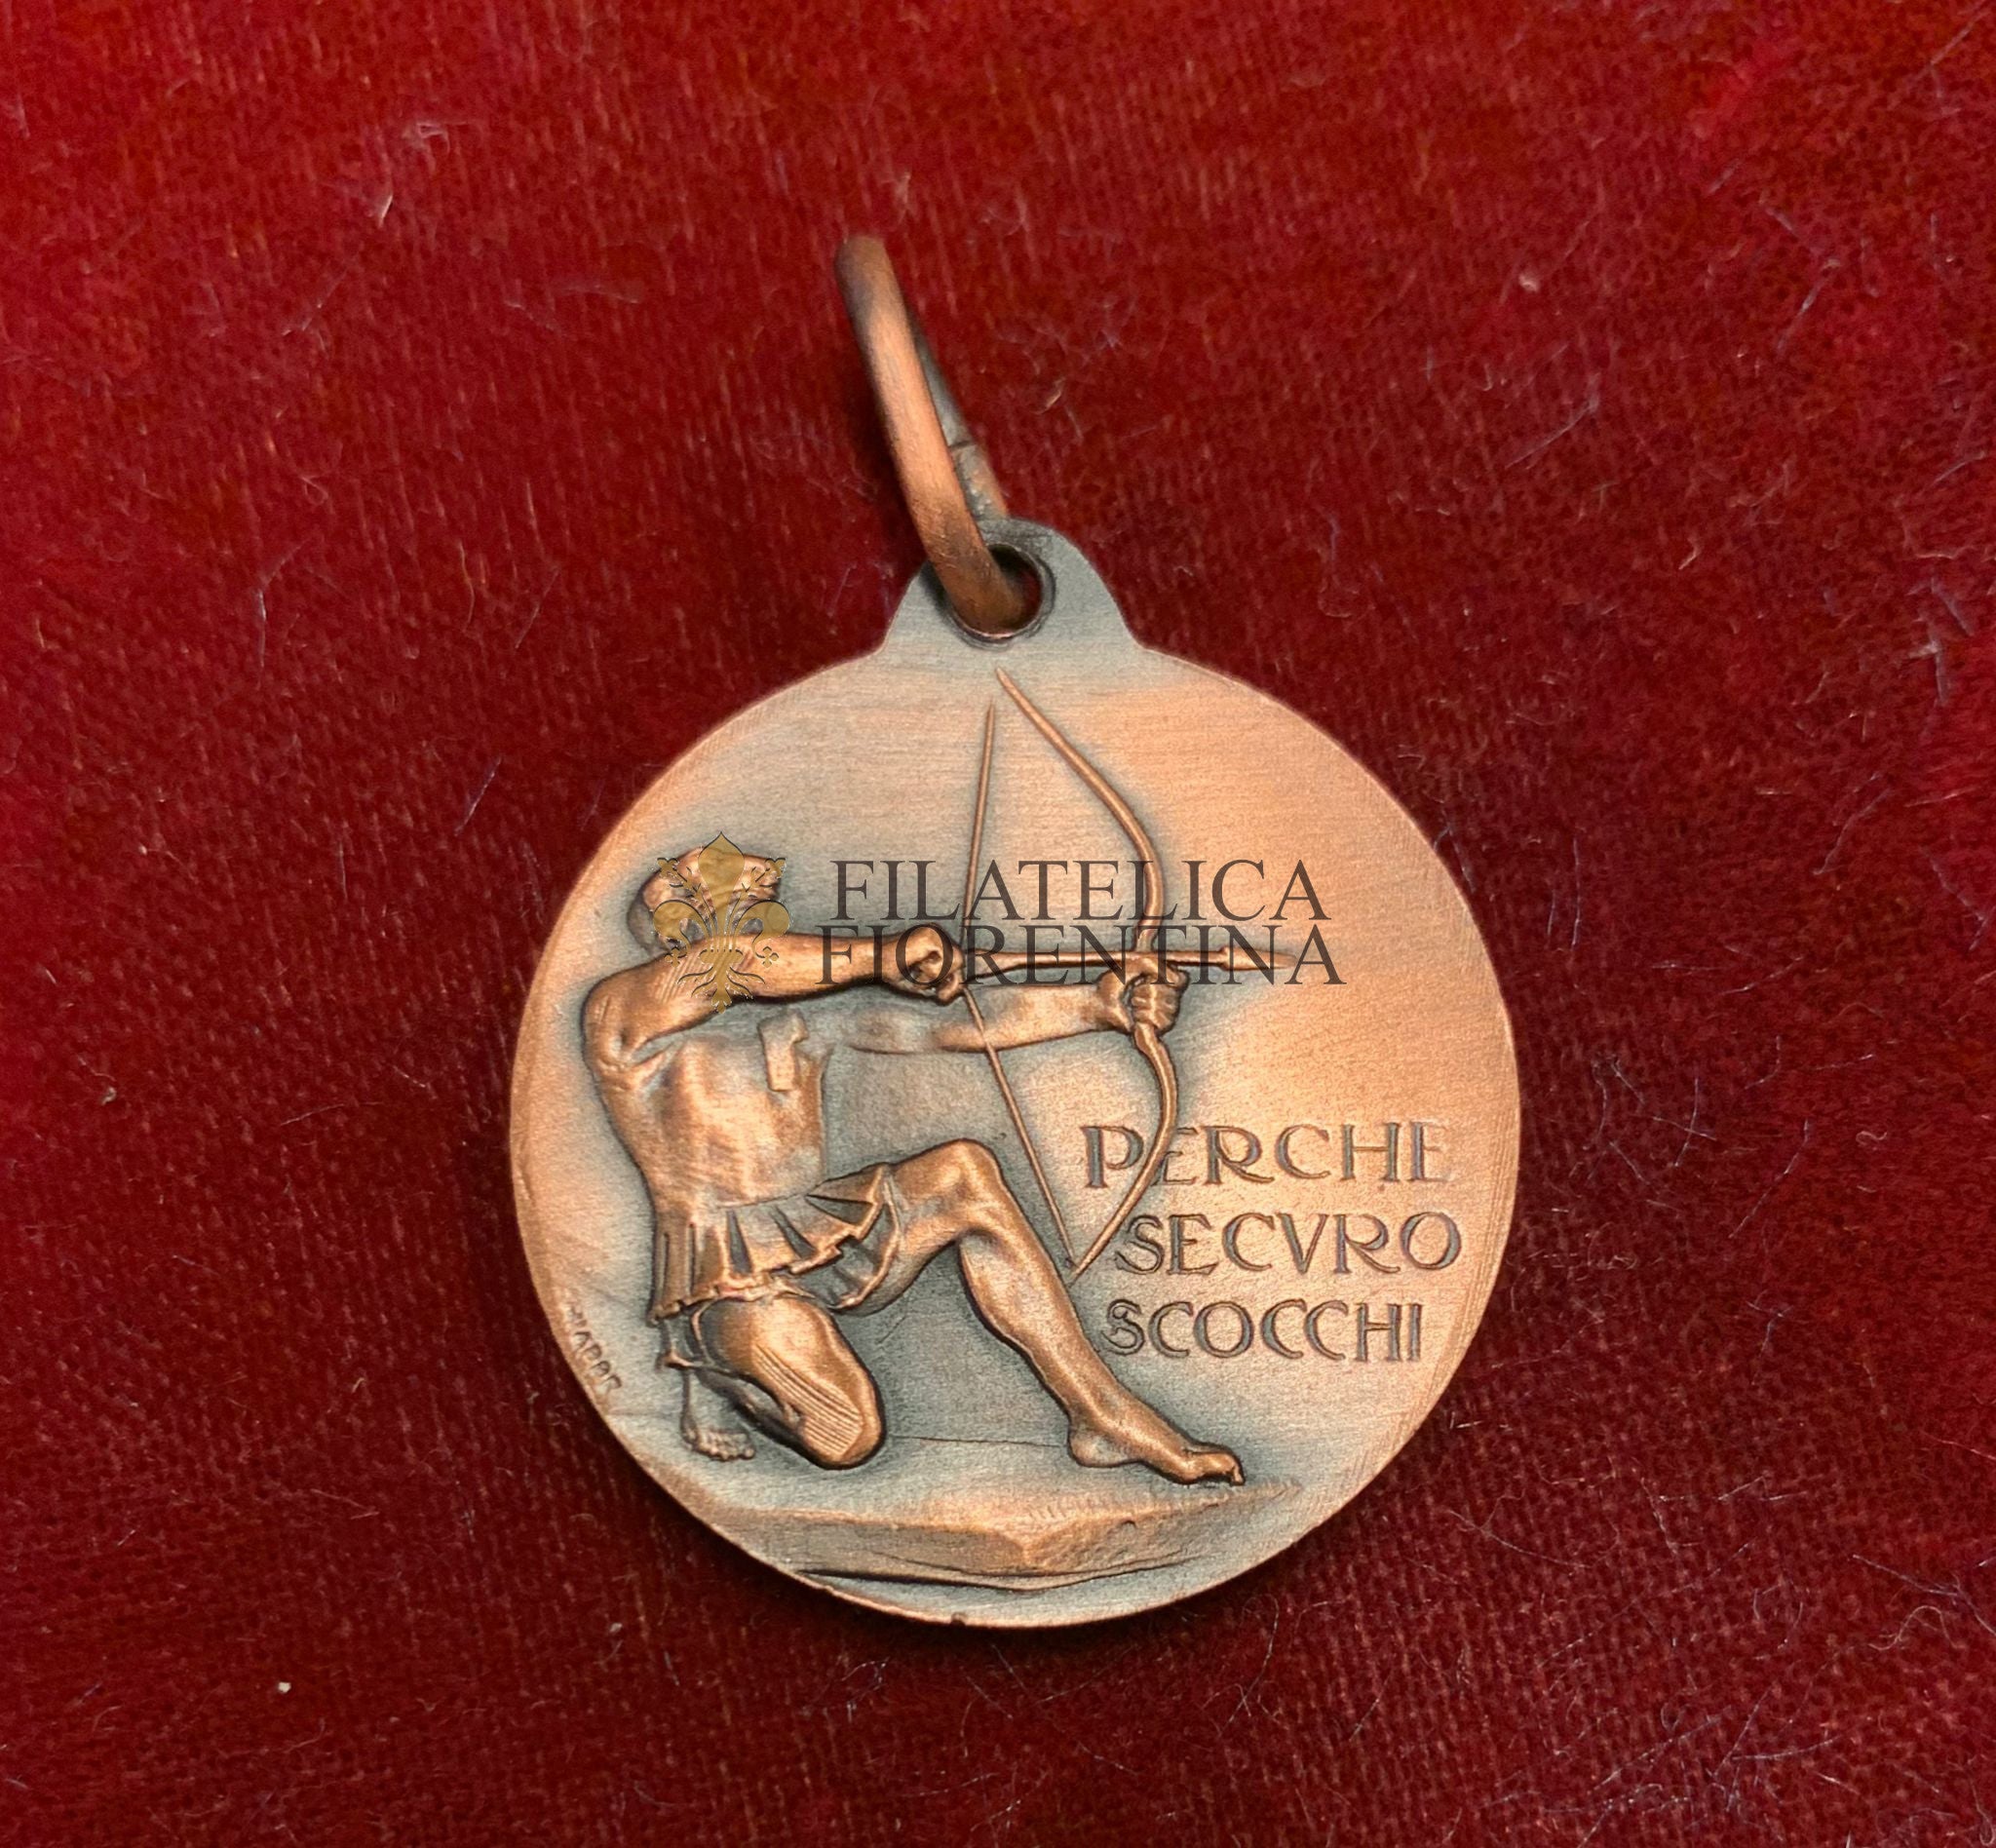 FILATELICA
FIORENTINA
PERCHE
SECVRO
SCOCCHI